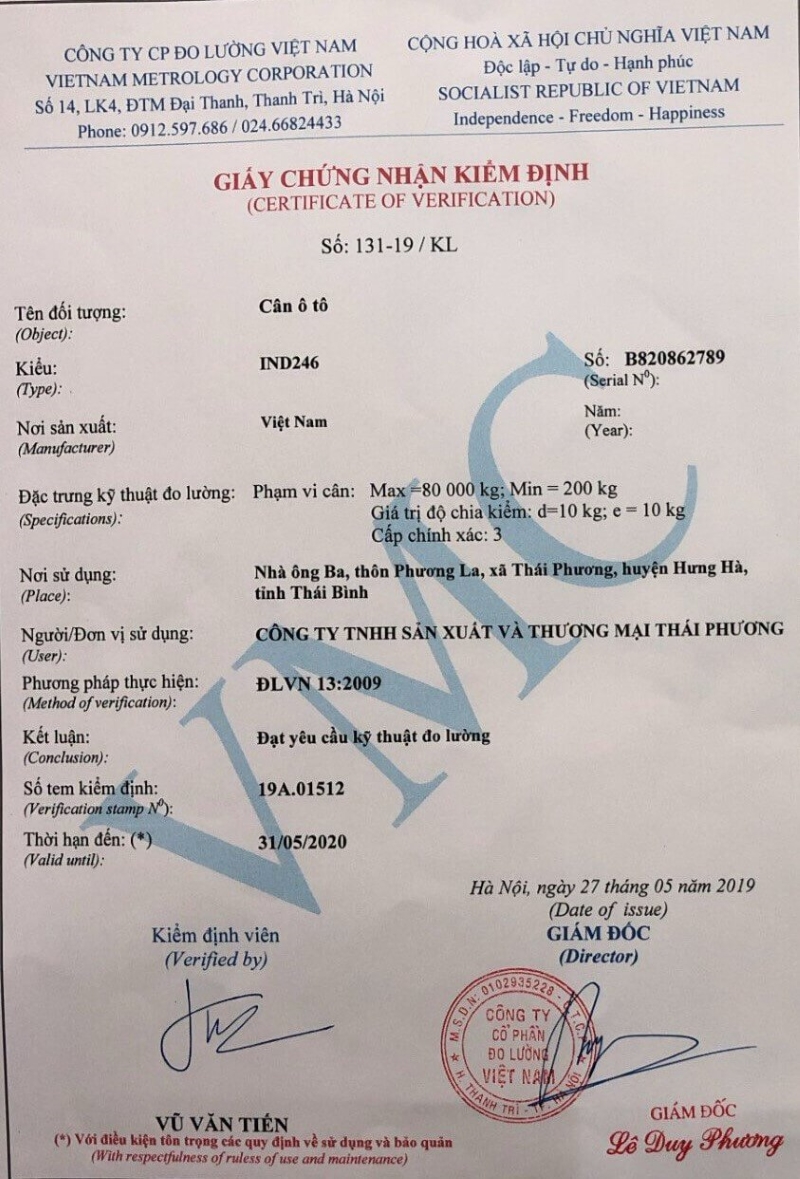 CÔNG TY CP ĐO LƯỜNG VIỆT NAM
VIETNAM METROLOGY CORPORATION
Số 14, LK4, ĐTM Đại Thanh, Thanh Trì, Hà Nội
Phone: 0912.597.686 / 024.66824433
CỘNG HOÀ XÃ HỘI CHỦ NGHĨA VIỆT NAM
Độc lập - Tự do - Hạnh phúc
SOCIALIST REPUBLIC OF VIETNAM
Independence - Freedom - Happiness
GIẤY CHỨNG NHẬN KIỂM ĐỊNH
(CERTIFICATE OF VERIFICATION)
Số: 131-19 / KL
Tên đối tượng: Cân ô tô
(Object):
Kiểu: IND246 Số: B820862789
(Type): (Serial N⁰):
Nơi sản xuất: Việt Nam Năm:
(Manufacturer) (Year):
Đặc trưng kỹ thuật đo lường: Phạm vi cân: Max =80 000 kg; Min = 200 kg
(Specifications): Giá trị độ chia kiểm: d=10 kg; e = 10 kg
Cấp chính xác: 3
Nơi sử dụng: Nhà ông Ba, thôn Phương La, xã Thái Phương, huyện Hưng Hà,
(Place): tỉnh Thái Bình
Người/Đơn vị sử dụng: CÔNG TY TNHH SẢN XUẤT VÀ THƯƠNG MẠI THÁI PHƯƠNG
(User):
Phương pháp thực hiện: ĐLVN 13:2009
(Method of verification):
Kết luận: Đạt yêu cầu kỹ thuật đo lường
(Conclusion):
Số tem kiểm định: 19A.01512
(Verification stamp N⁰):
Thời hạn đến: (*) 31/05/2020
(Valid until):
VMC
Hà Nội, ngày 27 tháng 05 năm 2019
(Date of issue)
Kiểm định viên
(Verified by)
GIÁM ĐỐC
(Director)
M.S.D.N: 0102935228 - C.T.C.P
CÔNG TY
CỔ PHẦN
ĐO LƯỜNG
VIỆT NAM
H. THANH TRÌ - TP. HÀ NỘI
VŨ VĂN TIẾN
(*) Với điều kiện tôn trọng các quy định về sử dụng và bảo quản
(With respectfulness of ruless of use and maintenance)
GIÁM ĐỐC
Lê Duy Phương